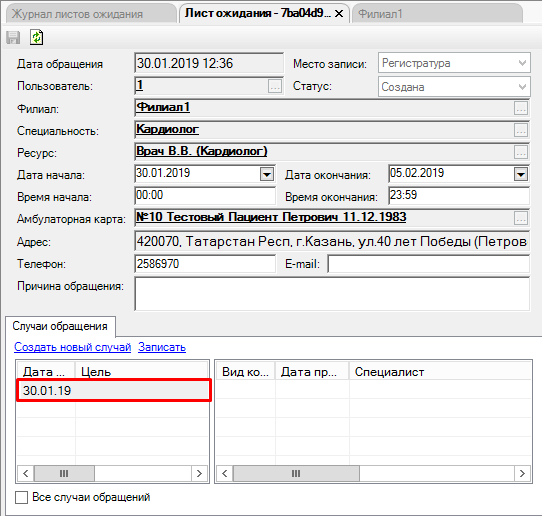 Журнал листов ожидания Лист ожидания - 7ba04d9... Филиал1
Дата обращения 30.01.2019 12:36 Место записи: Регистратура
Пользователь: 1 ... Статус: Создана
Филиал: Филиал1 ...
Специальность: Кардиолог ...
Ресурс: Врач В.В. (Кардиолог) ...
Дата начала: 30.01.2019 Дата окончания: 05.02.2019
Время начала: 00:00 Время окончания: 23:59
Амбулаторная карта: №10 Тестовый Пациент Петрович 11.12.1983 ...
Адрес: 420070, Татарстан Респ, г.Казань, ул.40 лет Победы (Петров
Телефон: 2586970 E-mail:
Причина обращения:
Случаи обращения
Создать новый случай Записать
Дата ... Цель Вид ко... Дата пр... Специалист
30.01.19
Все случаи обращений